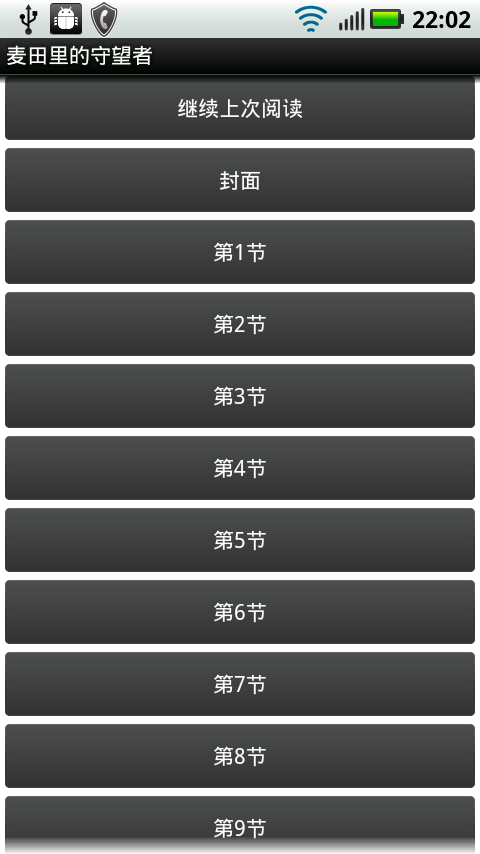 22:02
麦田里的守望者
继续上次阅读
封面
第1节
第2节
第3节
第4节
第5节
第6节
第7节
第8节
第9节